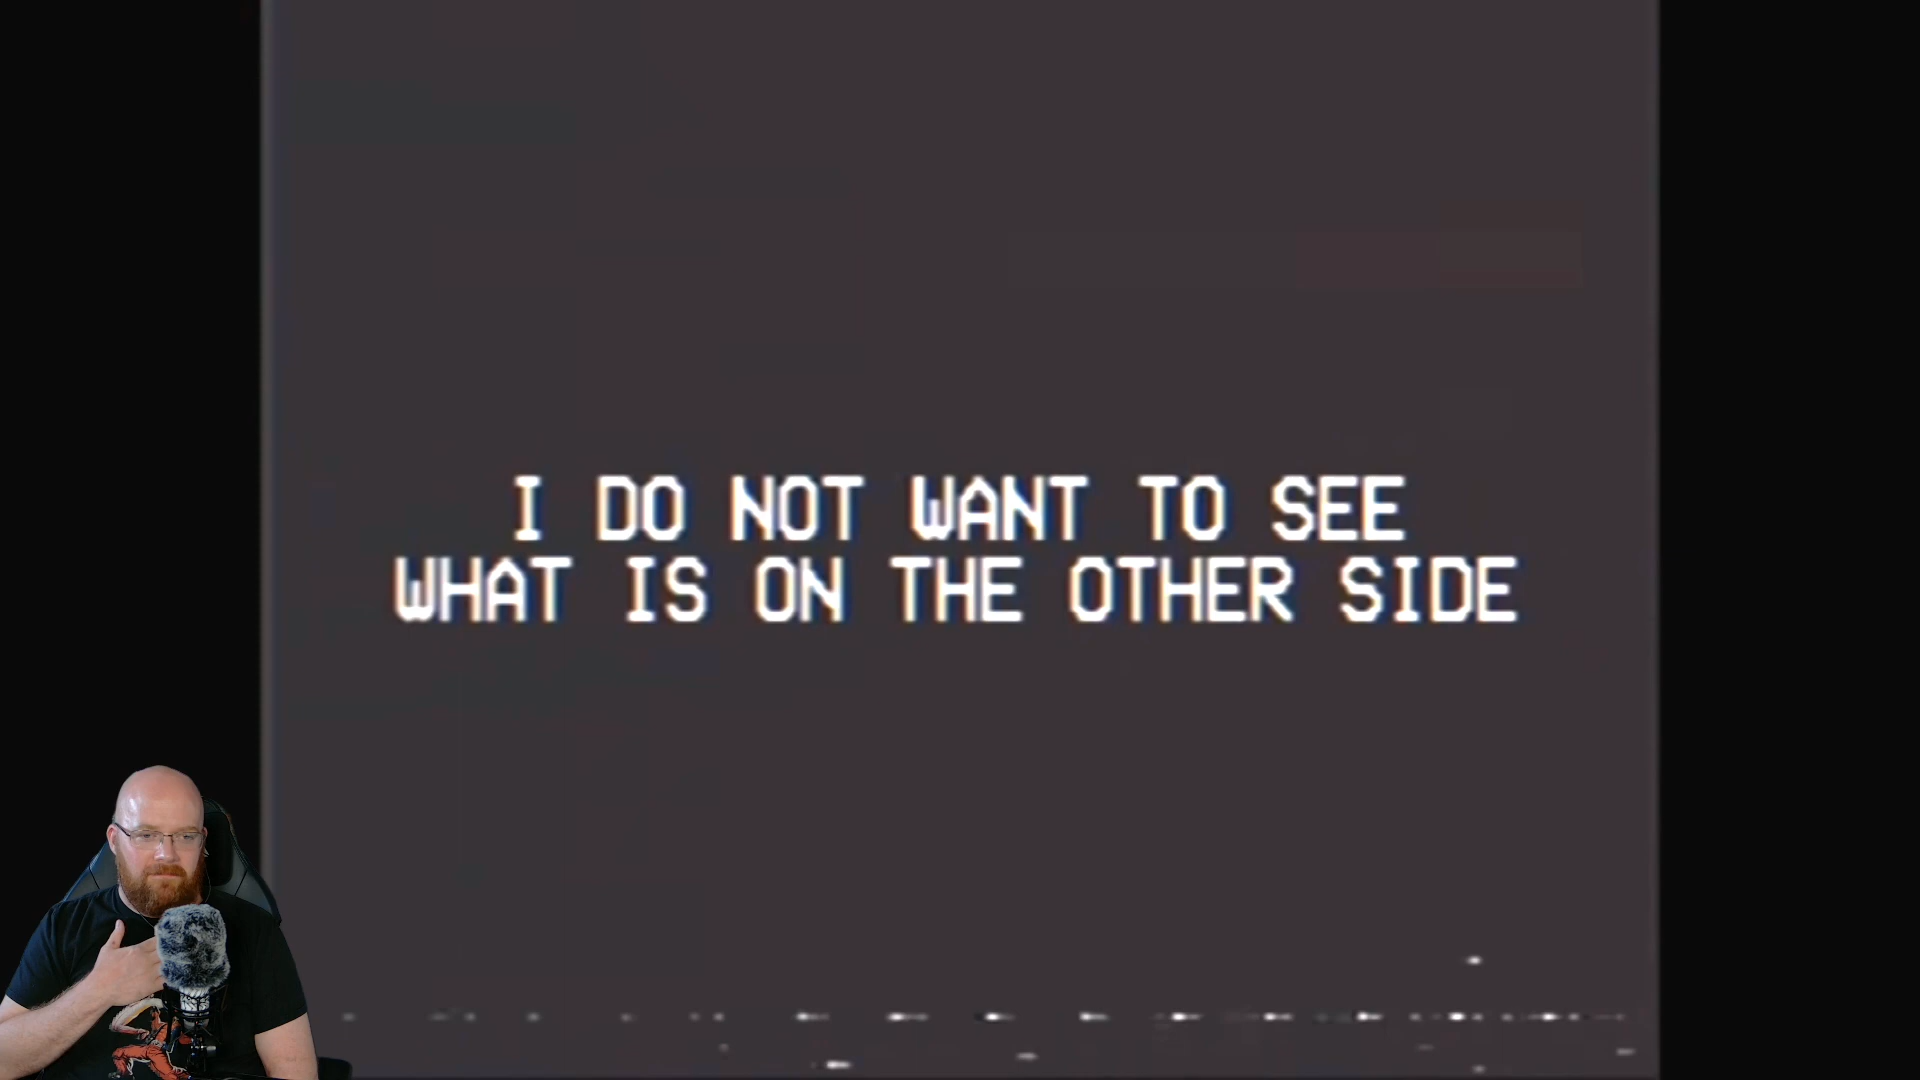 I DO NOT WANT TO SEE
WHAT IS ON THE OTHER SIDE